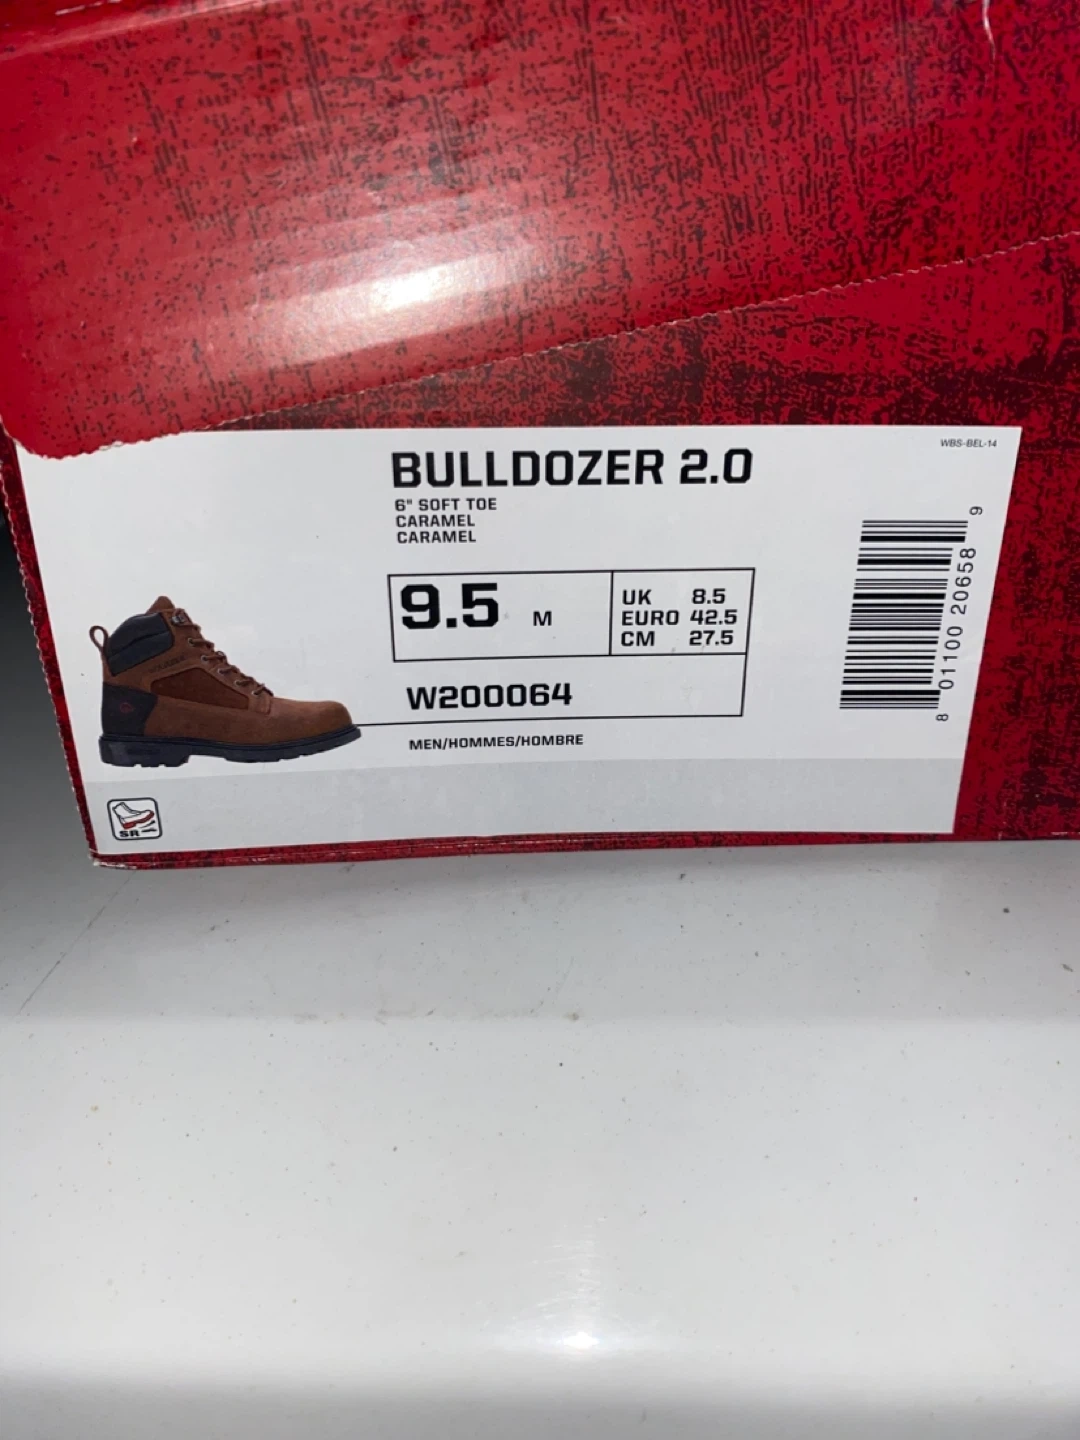 WBS-BEL-14
BULLDOZER 2.0
6" SOFT TOE
CARAMEL
CARAMEL
9.5 M
UK 8.5
EURO 42.5
CM 27.5
W200064
MEN/HOMMES/HOMBRE
SR
8 01100 20658 9